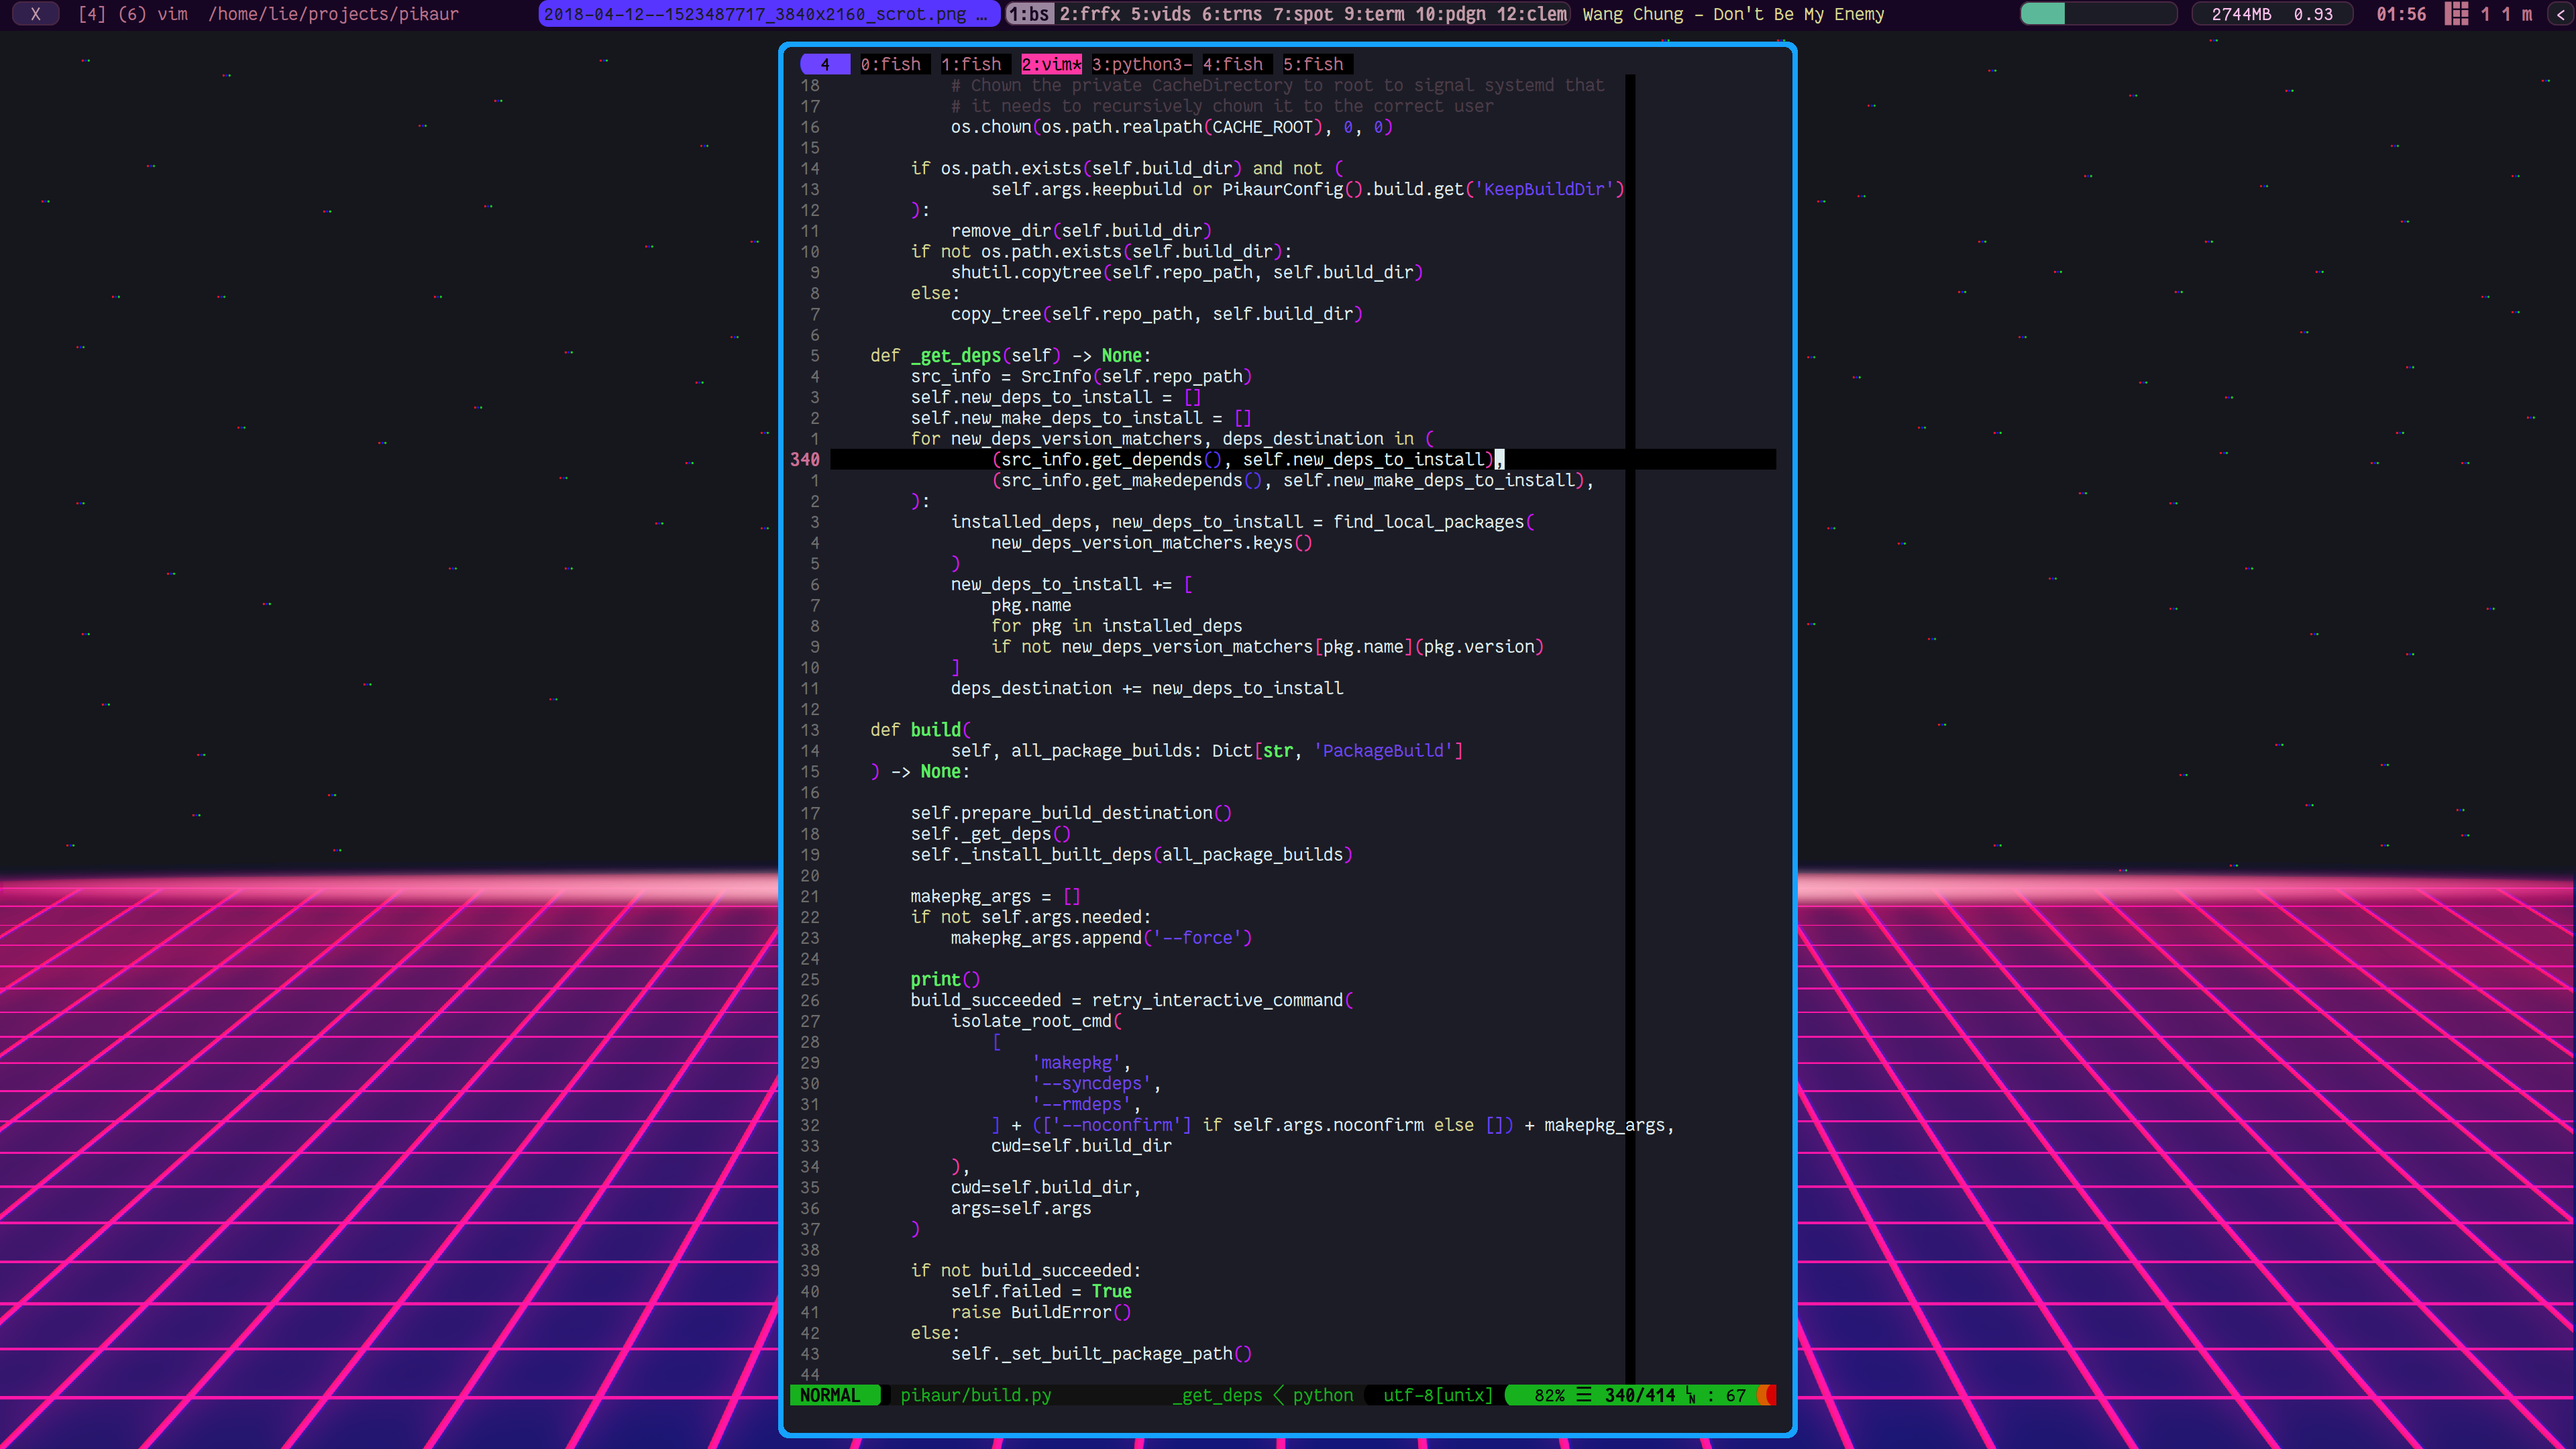 X [4] (6) vim /home/lie/projects/pikaur 2018-04-12--1523487717_3840x2160_scrot.png … 1:bs 2:frfx 5:vids 6:trns 7:spot 9:term 10:pdgn 12:clem Wang Chung – Don't Be My Enemy 2744MB 0.93 01:56 1 1 m <
4 0:fish 1:fish 2:vim* 3:python3- 4:fish 5:fish
18 # Chown the private CacheDirectory to root to signal systemd that
17 # it needs to recursively chown it to the correct user
16 os.chown(os.path.realpath(CACHE_ROOT), 0, 0)
15
14 if os.path.exists(self.build_dir) and not (
13 self.args.keepbuild or PikaurConfig().build.get('KeepBuildDir')
12 ):
11 remove_dir(self.build_dir)
10 if not os.path.exists(self.build_dir):
9 shutil.copytree(self.repo_path, self.build_dir)
8 else:
7 copy_tree(self.repo_path, self.build_dir)
6
5 def _get_deps(self) -> None:
4 src_info = SrcInfo(self.repo_path)
3 self.new_deps_to_install = []
2 self.new_make_deps_to_install = []
1 for new_deps_version_matchers, deps_destination in (
340 (src_info.get_depends(), self.new_deps_to_install),
1 (src_info.get_makedepends(), self.new_make_deps_to_install),
2 ):
3 installed_deps, new_deps_to_install = find_local_packages(
4 new_deps_version_matchers.keys()
5 )
6 new_deps_to_install += [
7 pkg.name
8 for pkg in installed_deps
9 if not new_deps_version_matchers[pkg.name](pkg.version)
10 ]
11 deps_destination += new_deps_to_install
12
13 def build(
14 self, all_package_builds: Dict[str, 'PackageBuild']
15 ) -> None:
16
17 self.prepare_build_destination()
18 self._get_deps()
19 self._install_built_deps(all_package_builds)
20
21 makepkg_args = []
22 if not self.args.needed:
23 makepkg_args.append('--force')
24
25 print()
26 build_succeeded = retry_interactive_command(
27 isolate_root_cmd(
28 [
29 'makepkg',
30 '--syncdeps',
31 '--rmdeps',
32 ] + (['--noconfirm'] if self.args.noconfirm else []) + makepkg_args,
33 cwd=self.build_dir
34 ),
35 cwd=self.build_dir,
36 args=self.args
37 )
38
39 if not build_succeeded:
40 self.failed = True
41 raise BuildError()
42 else:
43 self._set_built_package_path()
44
NORMAL pikaur/build.py _get_deps < python utf-8[unix] 82% ☰ 340/414 ㏑ : 67